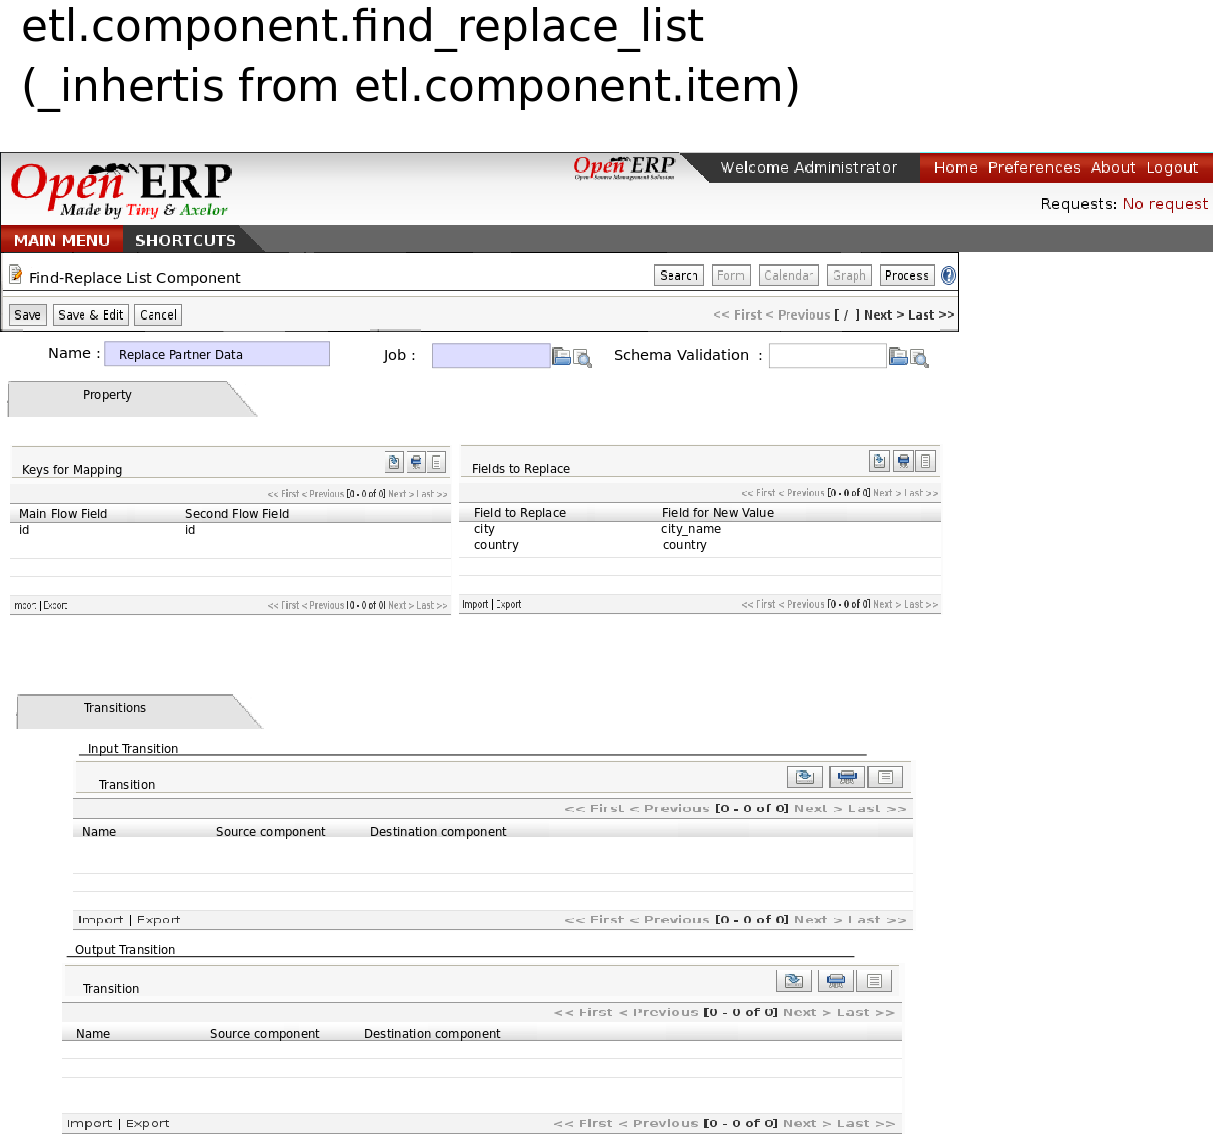 etl.component.find_replace_list
(_inhertis from etl.component.item)
Open ERP
Made by Tiny & Axelor
Open ERP
Welcome Administrator
Home Preferences About Logout
Requests: No request
MAIN MENU SHORTCUTS
Find-Replace List Component
Search Form Calendar Graph Process ?
Save Save & Edit Cancel
<< First < Previous [ / ] Next > Last >>
Name : Replace Partner Data Job : Schema Validation :
Property
Keys for Mapping
<< First < Previous [0 - 0 of 0] Next > Last >>
Main Flow Field Second Flow Field
id id
Import | Export << First < Previous [0 - 0 of 0] Next > Last >>
Fields to Replace
<< First < Previous [0 - 0 of 0] Next > Last >>
Field to Replace Field for New Value
city city_name
country country
Import | Export << First < Previous [0 - 0 of 0] Next > Last >>
Transitions
Input Transition
Transition
<< First < Previous [0 - 0 of 0] Next > Last >>
Name Source component Destination component
Import | Export << First < Previous [0 - 0 of 0] Next > Last >>
Output Transition
Transition
<< First < Previous [0 - 0 of 0] Next > Last >>
Name Source component Destination component
Import | Export << First < Previous [0 - 0 of 0] Next > Last >>